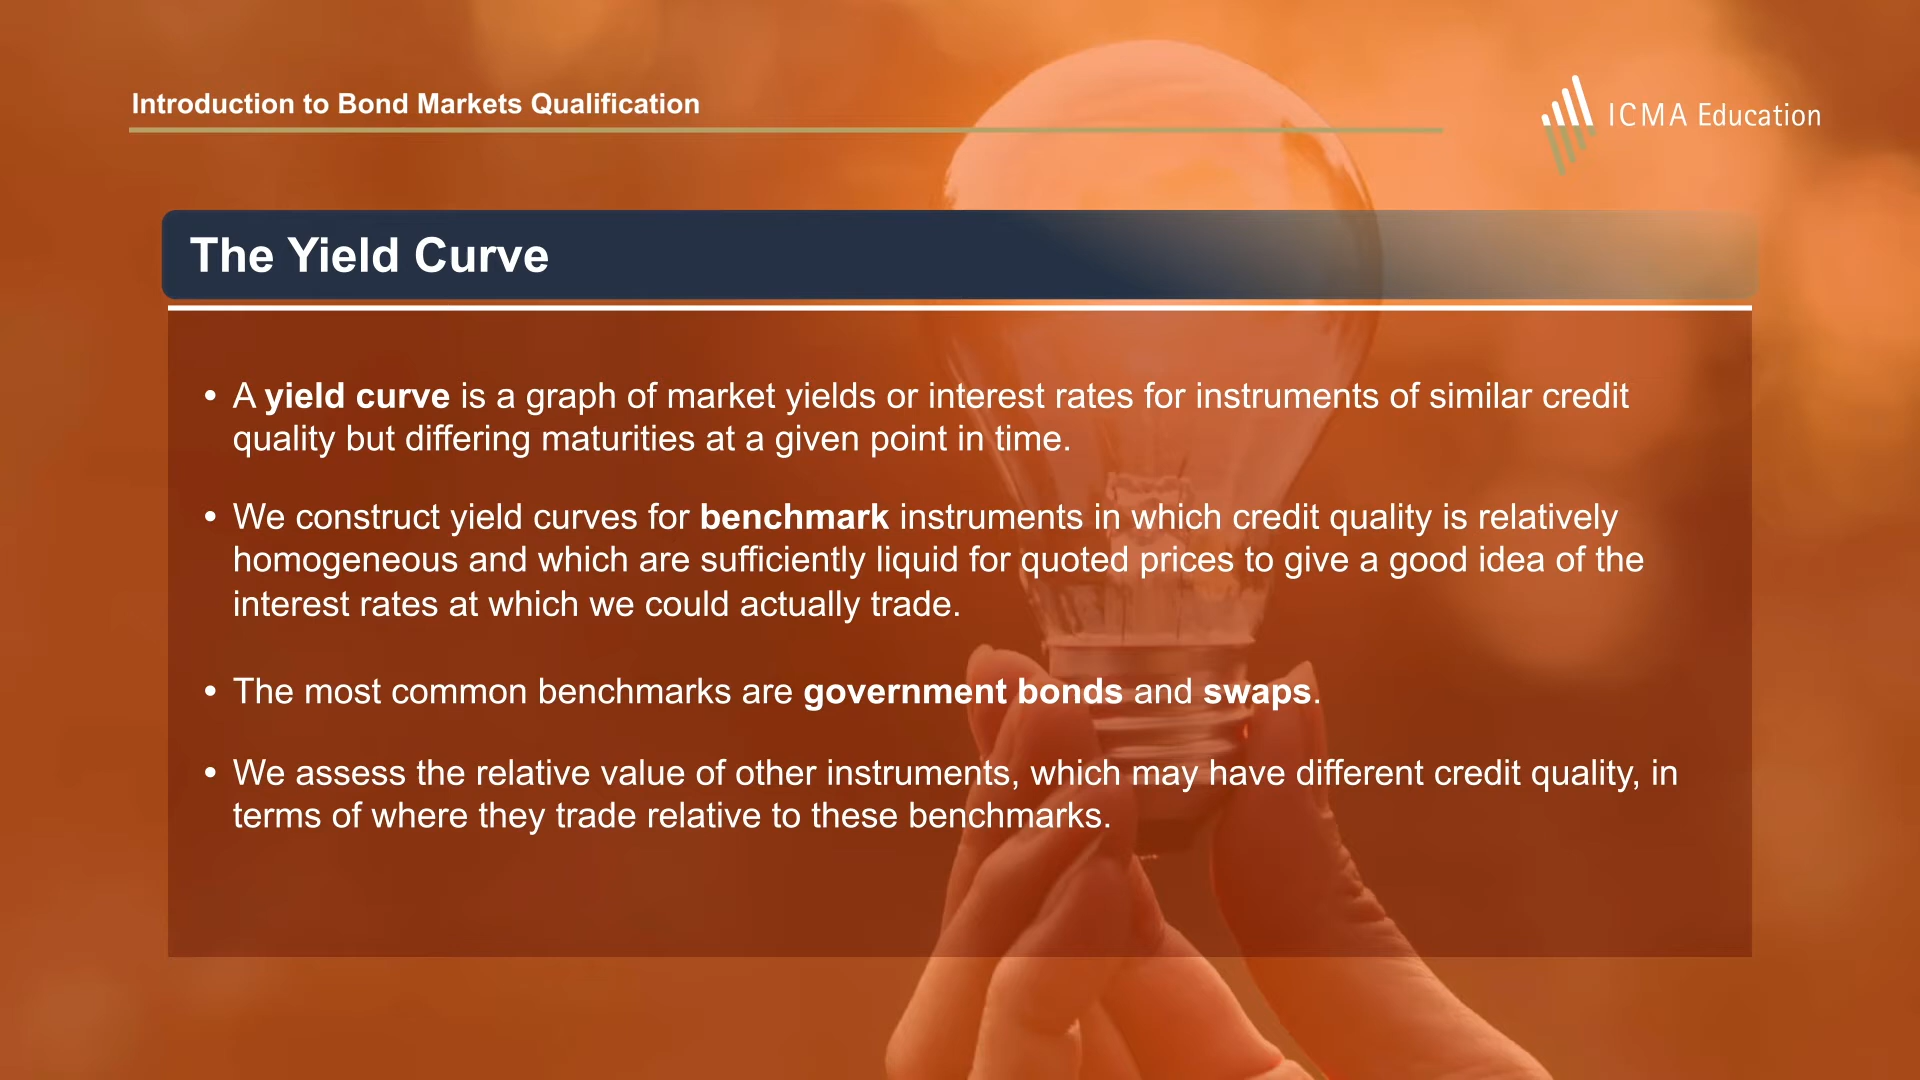 Introduction to Bond Markets Qualification
ICMA Education
The Yield Curve
• A yield curve is a graph of market yields or interest rates for instruments of similar credit
quality but differing maturities at a given point in time.
• We construct yield curves for benchmark instruments in which credit quality is relatively
homogeneous and which are sufficiently liquid for quoted prices to give a good idea of the
interest rates at which we could actually trade.
• The most common benchmarks are government bonds and swaps.
• We assess the relative value of other instruments, which may have different credit quality, in
terms of where they trade relative to these benchmarks.